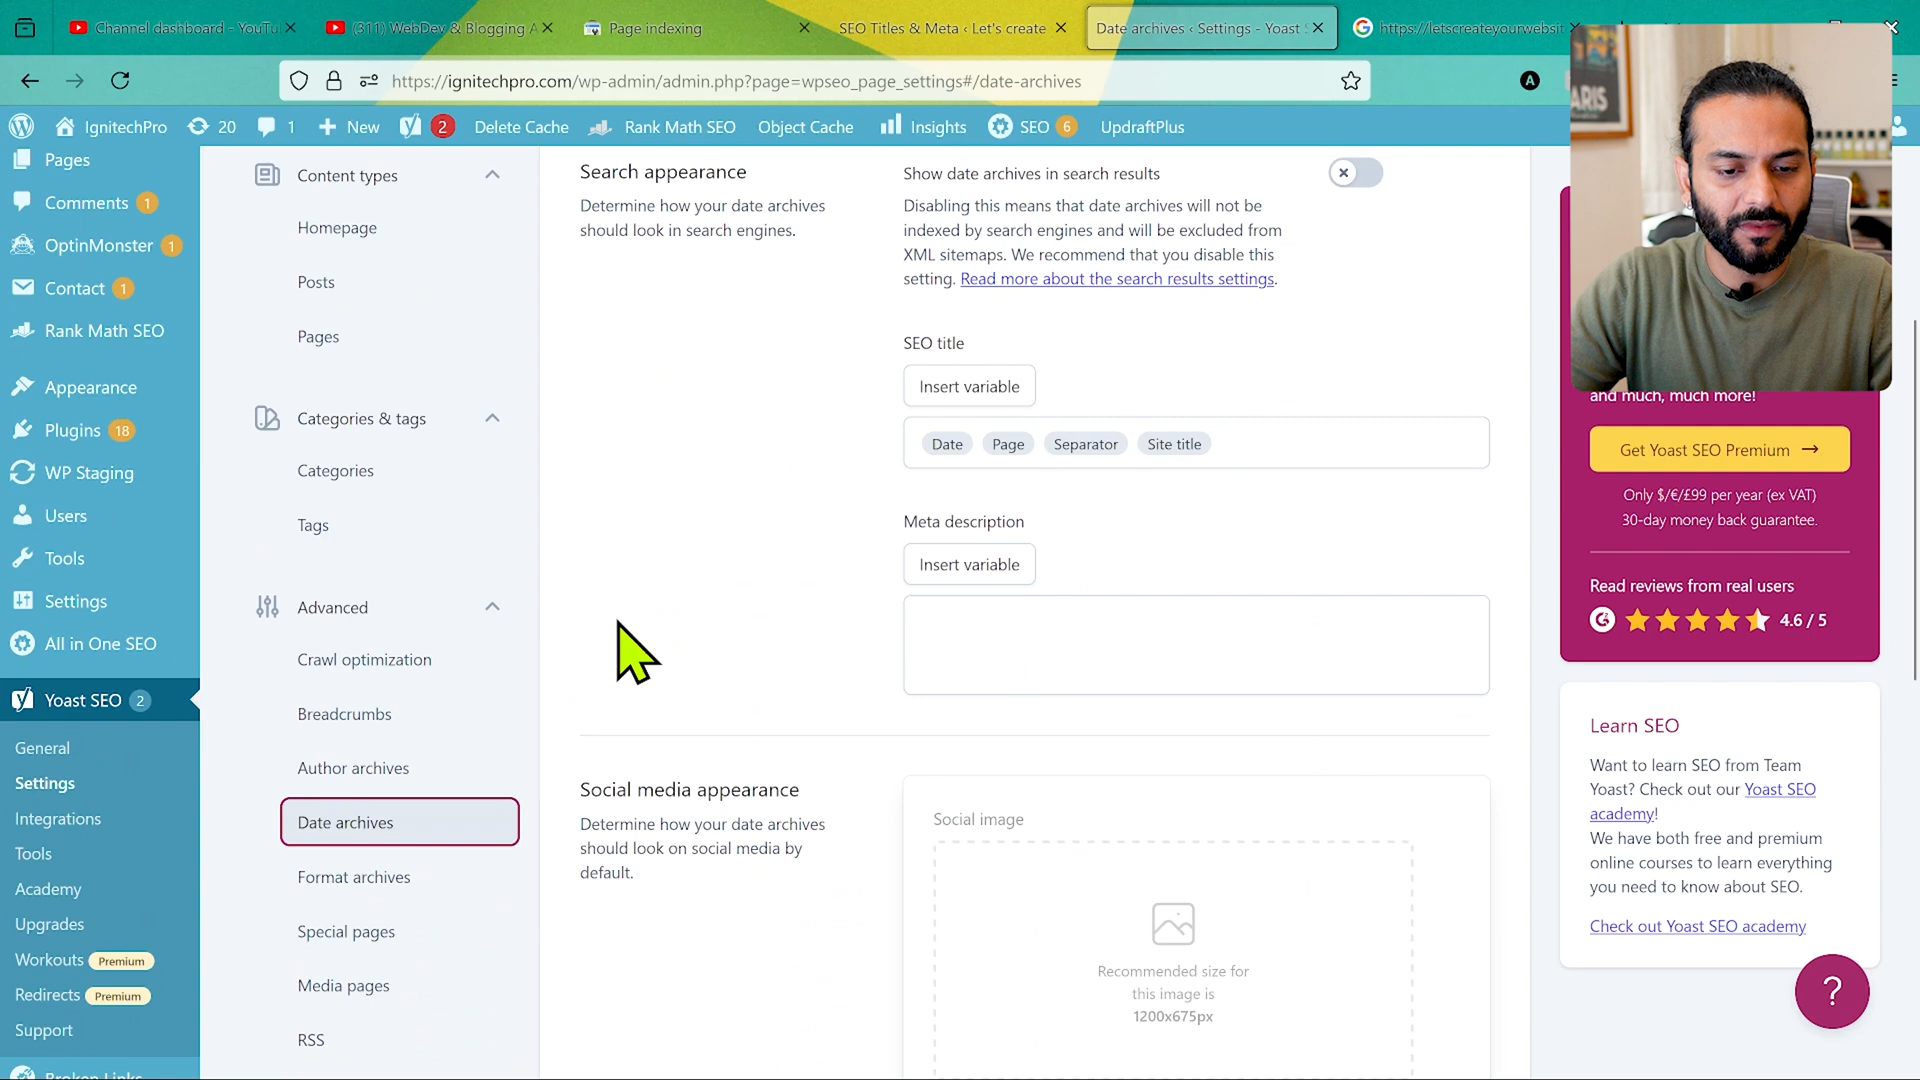 Channel dashboard - YouTu
(311) WebDev & Blogging A
Page indexing
SEO Titles & Meta ‹ Let's create
Date archives ‹ Settings - Yoast S
https://letscreateyourwebsit
https://ignitechpro.com/wp-admin/admin.php?page=wpseo_page_settings#/date-archives
A
IgnitechPro
20
1
New
2
Delete Cache
Rank Math SEO
Object Cache
Insights
SEO 6
UpdraftPlus
Pages
Comments 1
OptinMonster 1
Contact 1
Rank Math SEO
Appearance
Plugins 18
WP Staging
Users
Tools
Settings
All in One SEO
Yoast SEO 2
General
Settings
Integrations
Tools
Academy
Upgrades
Workouts Premium
Redirects Premium
Support
Broken Links
Content types
Homepage
Posts
Pages
Categories & tags
Categories
Tags
Advanced
Crawl optimization
Breadcrumbs
Author archives
Date archives
Format archives
Special pages
Media pages
RSS
Search appearance
Determine how your date archives
should look in search engines.
Show date archives in search results
Disabling this means that date archives will not be
indexed by search engines and will be excluded from
XML sitemaps. We recommend that you disable this
setting. Read more about the search results settings.
SEO title
Insert variable
Date Page Separator Site title
Meta description
Insert variable
Social media appearance
Determine how your date archives
should look on social media by
default.
Social image
Recommended size for
this image is
1200x675px
ARIS
and much, much more!
Get Yoast SEO Premium →
Only $/€/£99 per year (ex VAT)
30-day money back guarantee.
Read reviews from real users
4.6 / 5
Learn SEO
Want to learn SEO from Team
Yoast? Check out our Yoast SEO
academy!
We have both free and premium
online courses to learn everything
you need to know about SEO.
Check out Yoast SEO academy
?